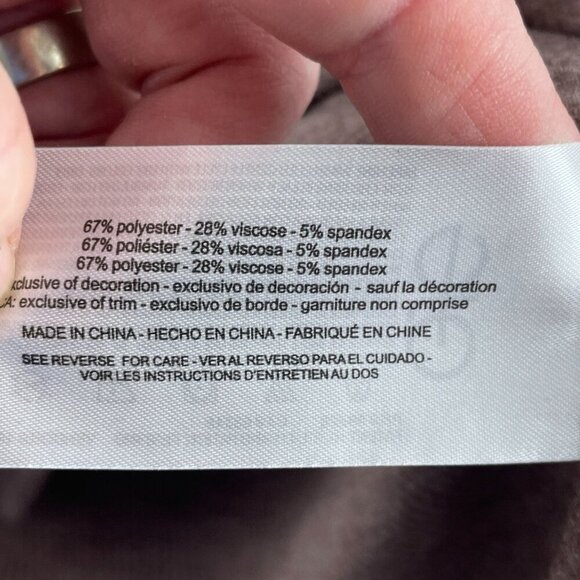 67% polyester - 28% viscose - 5% spandex
67% poliéster - 28% viscosa - 5% spandex
67% polyester - 28% viscose - 5% spandex
exclusive of decoration - exclusivo de decoración - sauf la décoration
CA: exclusive of trim - exclusivo de borde - garniture non comprise
MADE IN CHINA - HECHO EN CHINA - FABRIQUÉ EN CHINE
SEE REVERSE FOR CARE - VER AL REVERSO PARA EL CUIDADO -
VOIR LES INSTRUCTIONS D'ENTRETIEN AU DOS